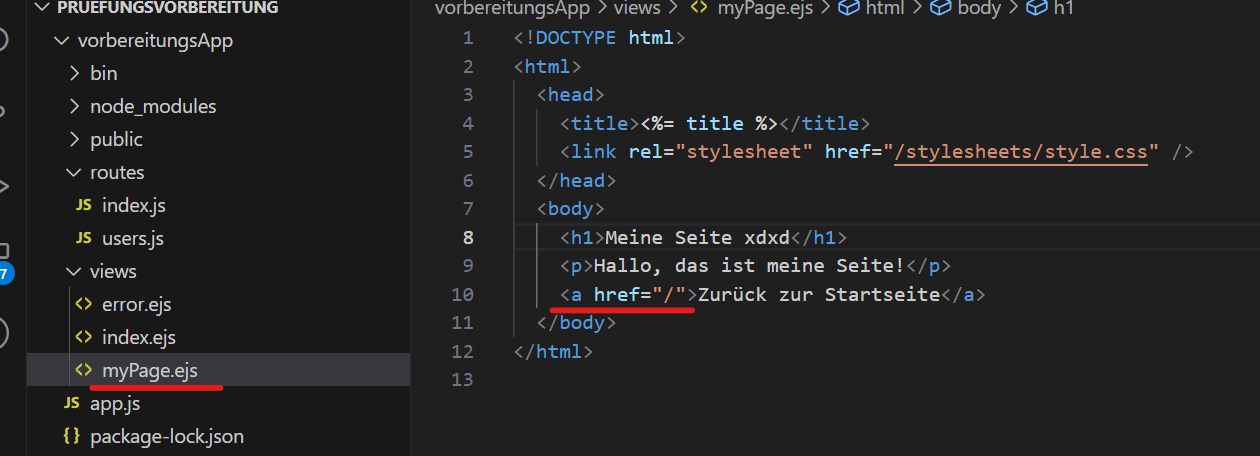 PRUEFUNGSVORBEREITUNG
vorbereitungsApp
bin
node_modules
public
routes
JS index.js
JS users.js
views
<> error.ejs
<> index.ejs
<> myPage.ejs
JS app.js
{} package-lock.json
7
vorbereitungsApp > views > <> myPage.ejs > html > body > h1
1 <!DOCTYPE html>
2 <html>
3 <head>
4 <title><%= title %></title>
5 <link rel="stylesheet" href="/stylesheets/style.css" />
6 </head>
7 <body>
8 <h1>Meine Seite xdxd</h1>
9 <p>Hallo, das ist meine Seite!</p>
10 <a href="/">Zurück zur Startseite</a>
11 </body>
12 </html>
13